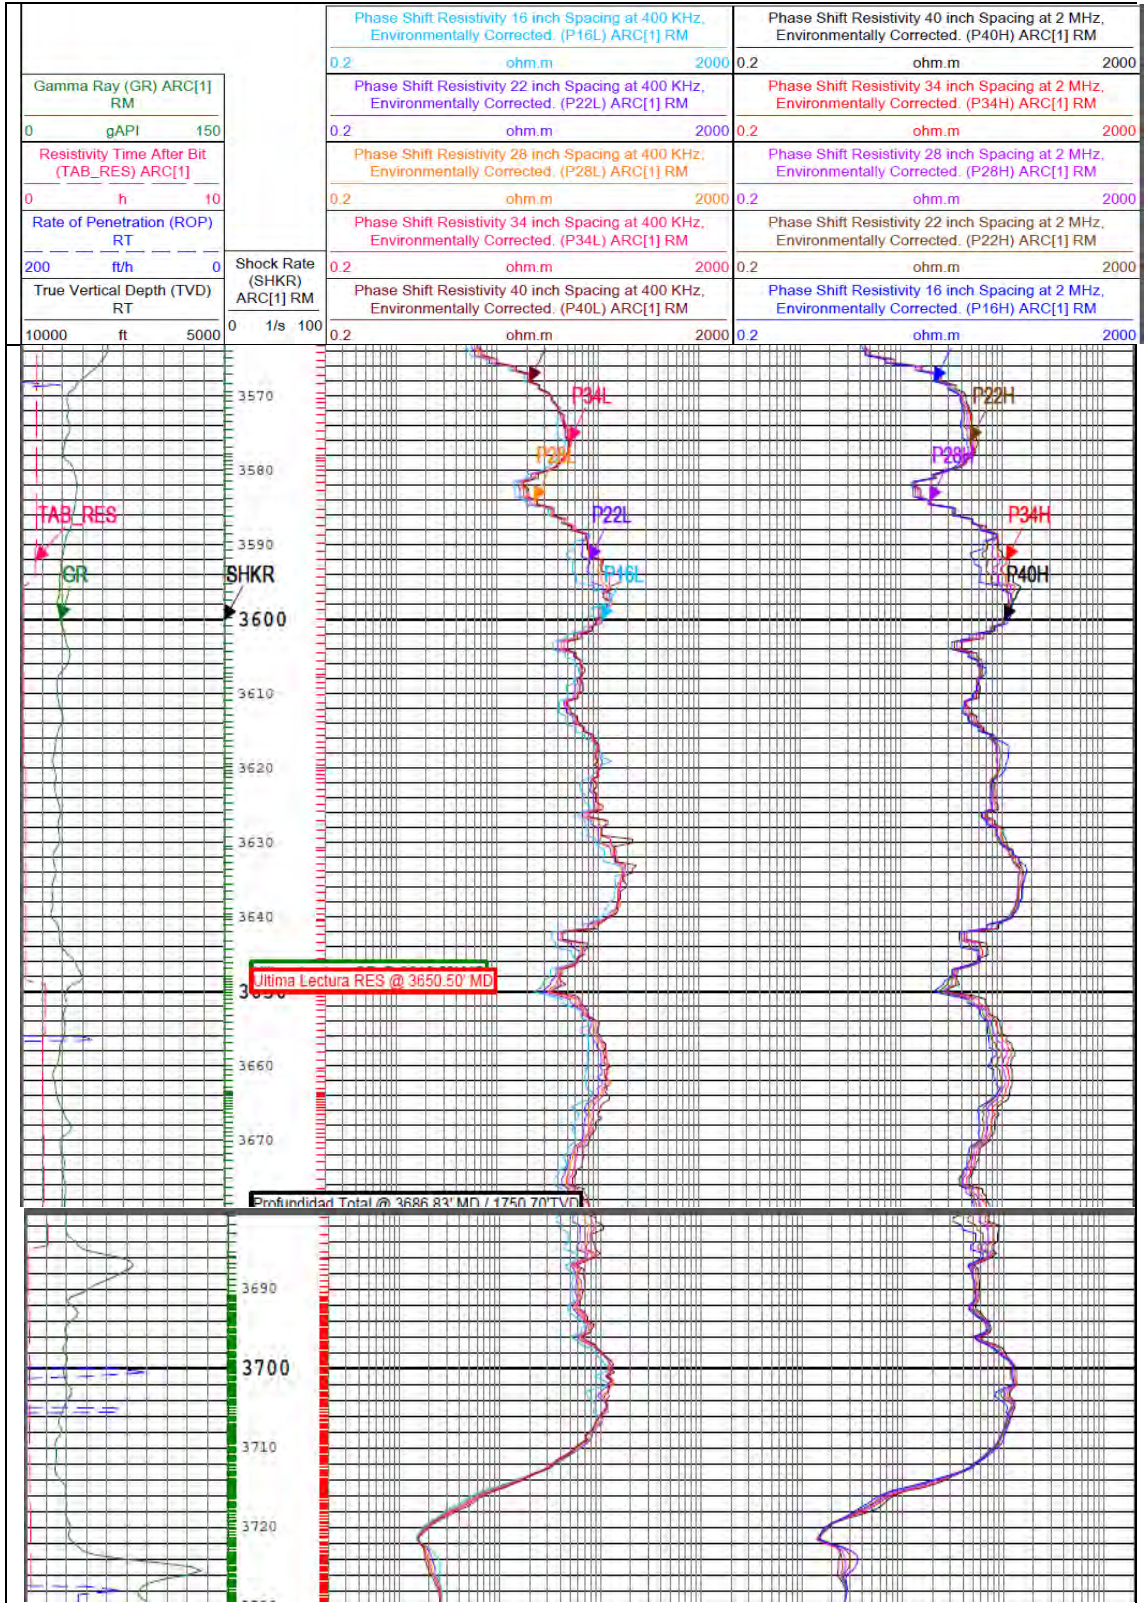 Phase Shift Resistivity 16 inch Spacing at 400 KHz,
Environmentally Corrected. (P16L) ARC[1] RM
0.2 ohm.m 2000
Phase Shift Resistivity 40 inch Spacing at 2 MHz,
Environmentally Corrected. (P40H) ARC[1] RM
0.2 ohm.m 2000
Gamma Ray (GR) ARC[1]
RM
0 gAPI 150
Phase Shift Resistivity 22 inch Spacing at 400 KHz,
Environmentally Corrected. (P22L) ARC[1] RM
0.2 ohm.m 2000
Phase Shift Resistivity 34 inch Spacing at 2 MHz,
Environmentally Corrected. (P34H) ARC[1] RM
0.2 ohm.m 2000
Resistivity Time After Bit
(TAB_RES) ARC[1]
0 h 10
Phase Shift Resistivity 28 inch Spacing at 400 KHz,
Environmentally Corrected. (P28L) ARC[1] RM
0.2 ohm.m 2000
Phase Shift Resistivity 28 inch Spacing at 2 MHz,
Environmentally Corrected. (P28H) ARC[1] RM
0.2 ohm.m 2000
Rate of Penetration (ROP)
RT
200 ft/h 0
Phase Shift Resistivity 34 inch Spacing at 400 KHz,
Environmentally Corrected. (P34L) ARC[1] RM
0.2 ohm.m 2000
Phase Shift Resistivity 22 inch Spacing at 2 MHz,
Environmentally Corrected. (P22H) ARC[1] RM
0.2 ohm.m 2000
True Vertical Depth (TVD)
RT
10000 ft 5000
Shock Rate
(SHKR)
ARC[1] RM
0 1/s 100
Phase Shift Resistivity 40 inch Spacing at 400 KHz,
Environmentally Corrected. (P40L) ARC[1] RM
0.2 ohm.m 2000
Phase Shift Resistivity 16 inch Spacing at 2 MHz,
Environmentally Corrected. (P16H) ARC[1] RM
0.2 ohm.m 2000
3570
P34L
P22H
P28L
P28H
3580
TAB_RES
P22L
P34H
3590
GR
SHKR
P16L
P40H
3600
3610
3620
3630
3640
Ultima Lectura RES @ 3650.50' MD
3650
3660
3670
Profundidad Total @ 3686.83' MD / 1750.70'TVD
3690
3700
3710
3720